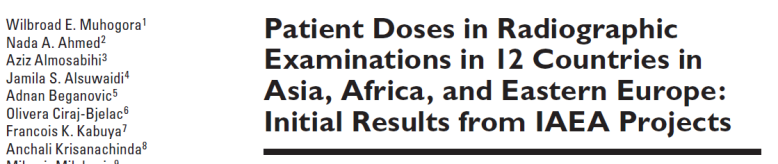 Wilbroad E. Muhogora¹
Nada A. Ahmed²
Aziz Almosabihi³
Jamila S. Alsuwaidi⁴
Adnan Beganovic⁵
Olivera Ciraj-Bjelac⁶
Francois K. Kabuya⁷
Anchali Krisanachinda⁸
Patient Doses in Radiographic
Examinations in 12 Countries in
Asia, Africa, and Eastern Europe:
Initial Results from IAEA Projects